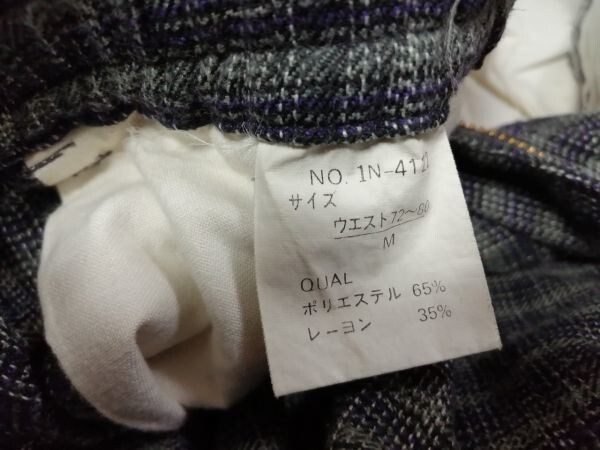 NO. 1N-412
サイズ
ウエスト72〜80
M
QUAL
ポリエステル 65%
レーヨン 35%